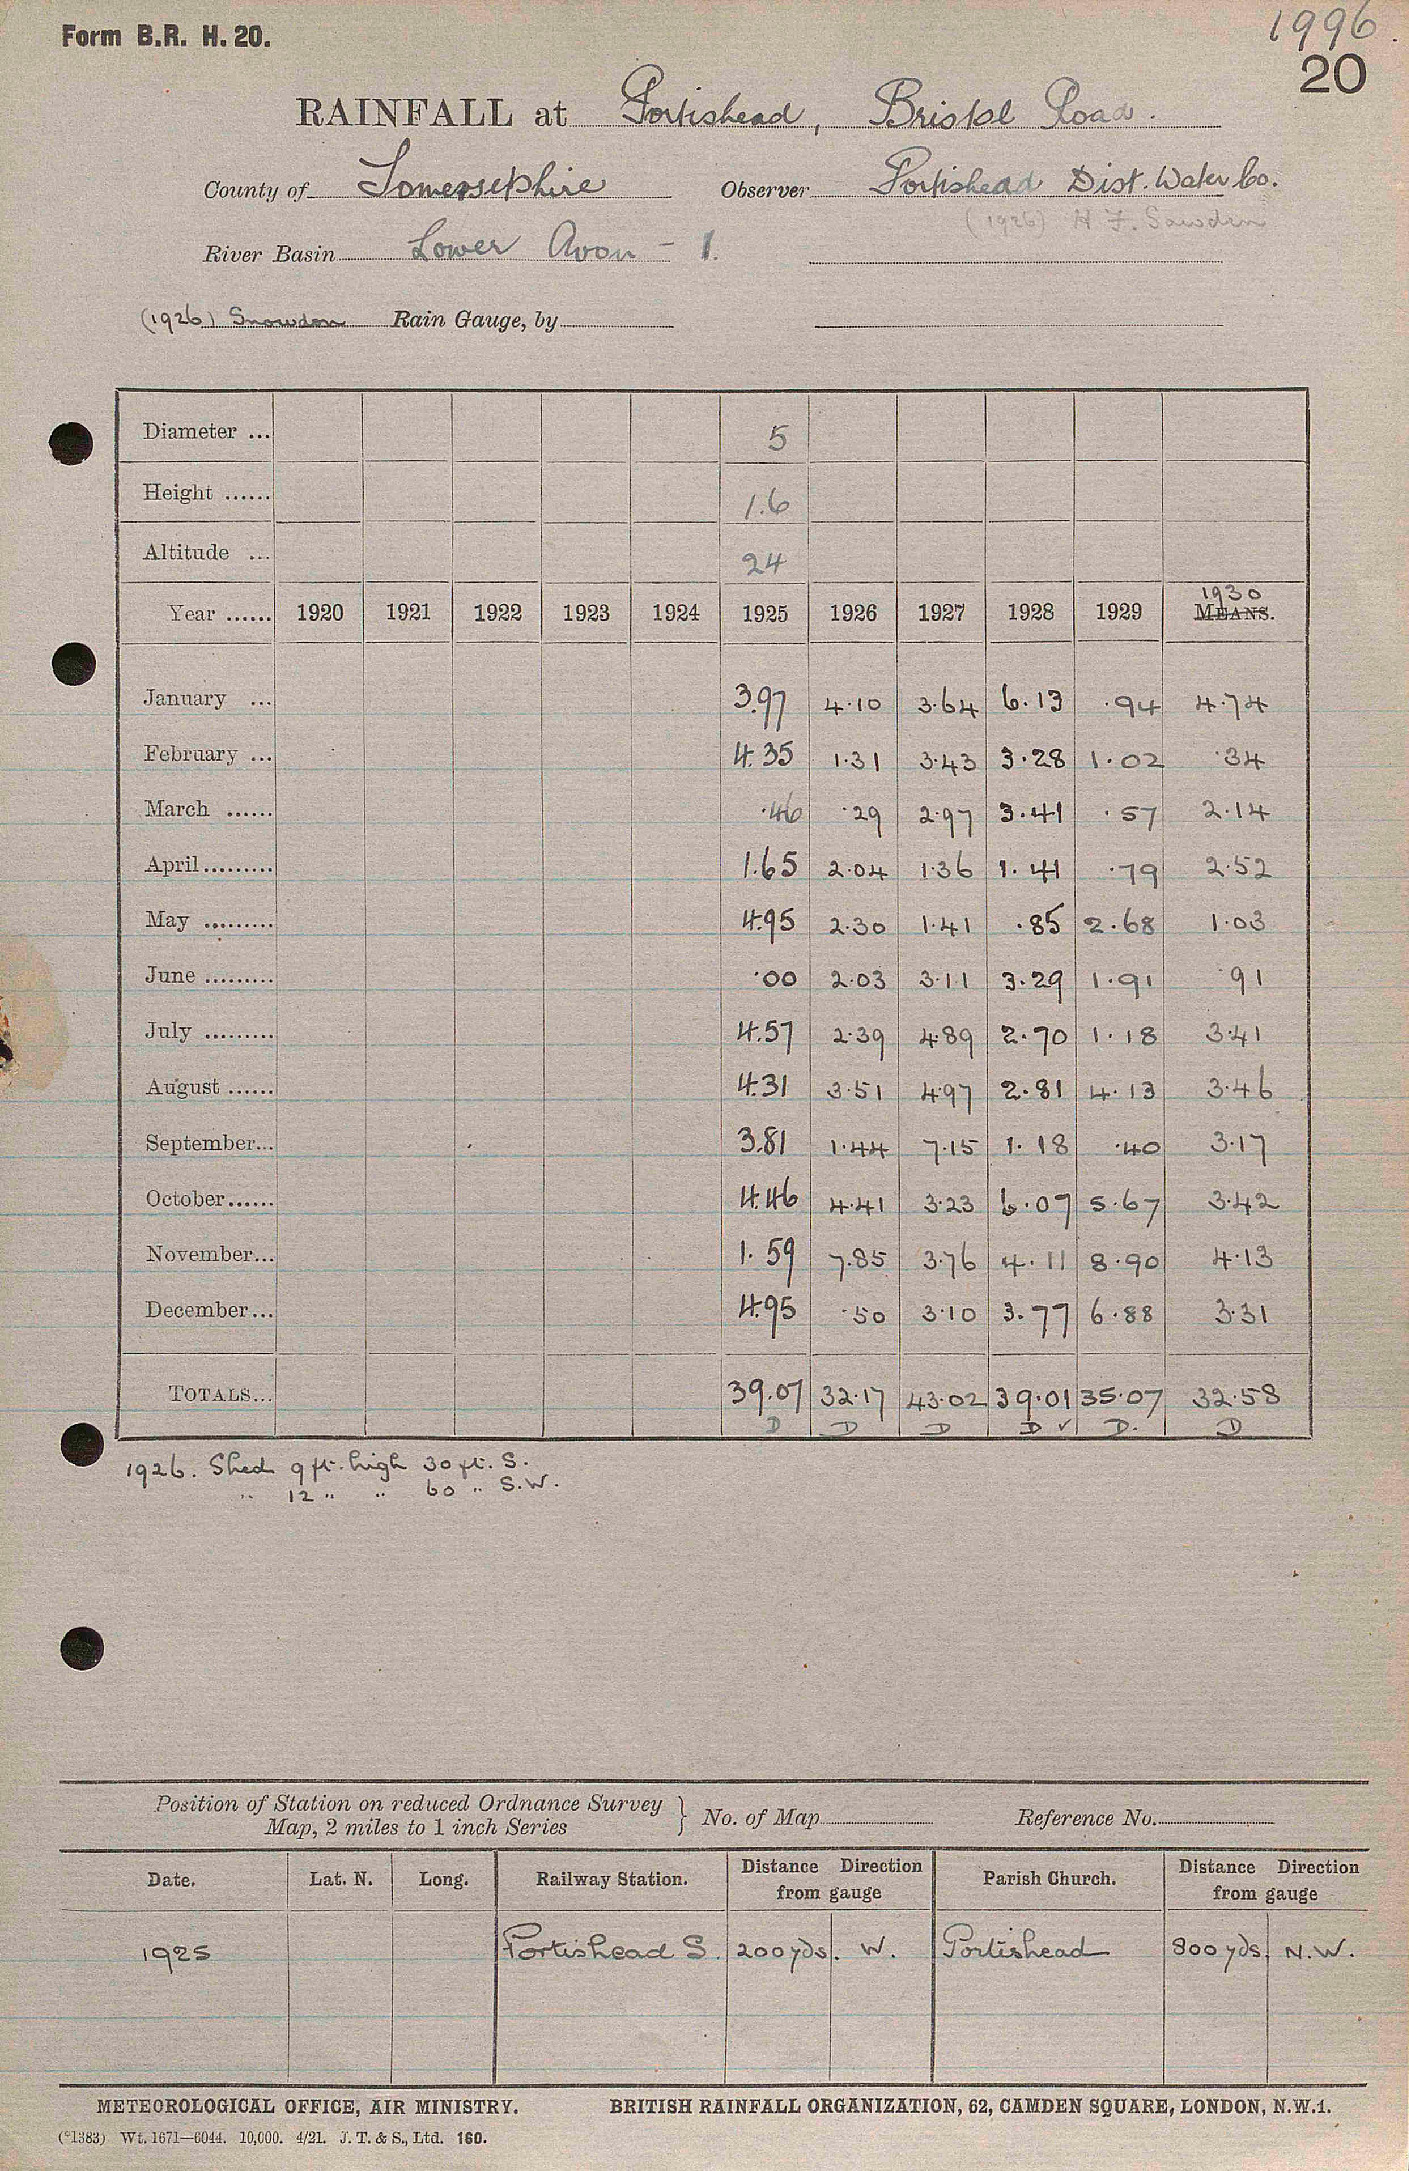 Form B.R. H. 20.
1996.
20
RAINFALL at Portishead, Bristol Road.
County of Somersetshire Observer Portishead Dist. Water Co.
(1926) H F. Sawden
River Basin Lower Avon - 1.
(1926) Snowdon Rain Gauge, by
Diameter ... 5
Height ...... 1.6
Altitude ... 24
1930
Year ...... 1920 1921 1922 1923 1924 1925 1926 1927 1928 1929 MEANS.
January ... 3.97 4.10 3.64 6.13 .94 4.74
February ... 4.35 1.31 3.43 3.28 1.02 .34
March ...... .46 .29 2.97 3.41 .57 2.14
April ......... 1.65 2.04 1.36 1.41 .79 2.52
May ......... 4.95 2.30 1.41 .85 2.68 1.03
June ......... .00 2.03 3.11 3.29 1.91 .91
July ......... 4.57 2.39 4.89 2.70 1.18 3.41
August ...... 4.31 3.51 4.97 2.81 4.13 3.46
September... 3.81 1.44 7.15 1.18 .40 3.17
October...... 4.46 4.41 3.23 6.07 5.67 3.42
November... 1.59 7.85 3.76 4.11 8.90 4.13
December... 4.95 .50 3.10 3.77 6.88 3.31
TOTALS... 39.07 32.17 43.02 39.01 35.07 32.58
D D D D ✓ D. D
1926. Shed 9 ft. high 30 ft. S.
" 12 " " 60 " S.W.
Position of Station on reduced Ordnance Survey
Map, 2 miles to 1 inch Series } No. of Map Reference No.
Date. Lat. N. Long. Railway Station. Distance Direction from gauge Parish Church. Distance Direction from gauge
1925 Portishead S. 200 yds. W. Portishead 800 yds. N.W.
METEOROLOGICAL OFFICE, AIR MINISTRY. BRITISH RAINFALL ORGANIZATION, 62, CAMDEN SQUARE, LONDON, N.W.1.
(*1383) Wt. 1671—6044. 10,000. 4/21. J. T. & S., Ltd. 160.